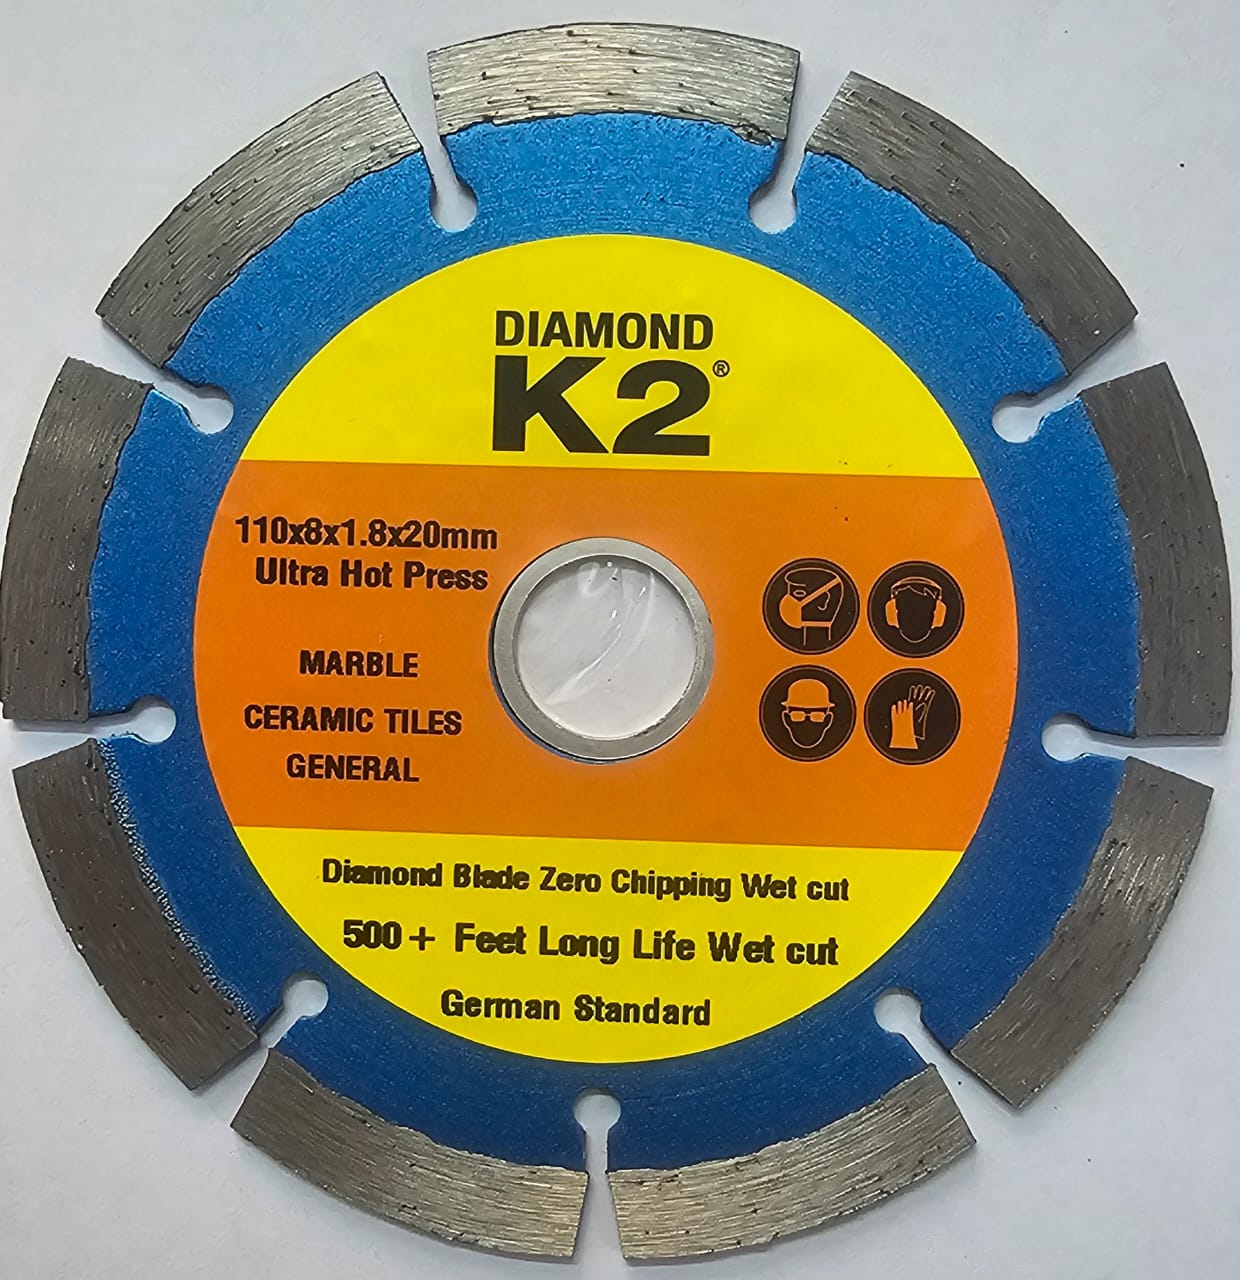 DIAMOND
K2®
110x8x1.8x20mm
Ultra Hot Press
MARBLE
CERAMIC TILES
GENERAL
Diamond Blade Zero Chipping Wet cut
500+ Feet Long Life Wet cut
German Standard